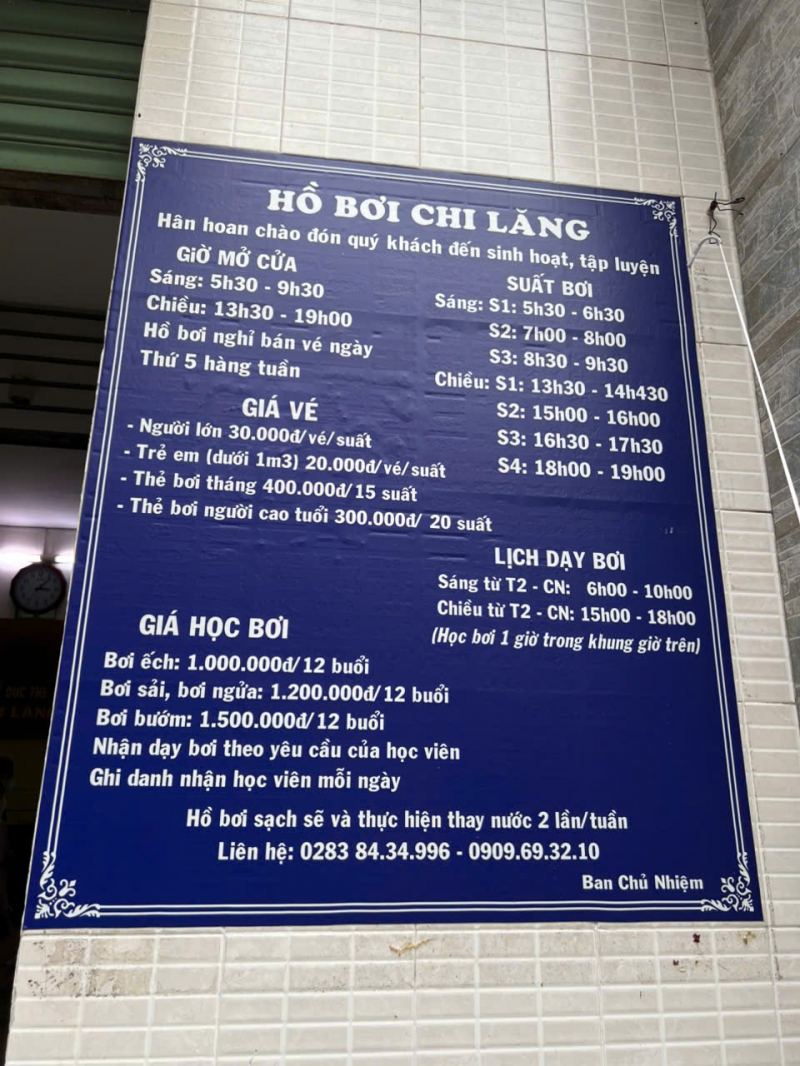 HỒ BƠI CHI LĂNG
Hân hoan chào đón quý khách đến sinh hoạt, tập luyện
GiỜ MỞ CỬA
Sáng: 5h30 - 9h30
Chiều: 13h30 - 19h00
Hồ bơi nghỉ bán vé ngày
Thứ 5 hàng tuần
SUẤT BƠI
Sáng: S1: 5h30 - 6h30
S2: 7h00 - 8h00
S3: 8h30 - 9h30
Chiều: S1: 13h30 - 14h430
S2: 15h00 - 16h00
S3: 16h30 - 17h30
S4: 18h00 - 19h00
GIÁ VÉ
- Người lớn 30.000đ/vé/suất
- Trẻ em (dưới 1m3) 20.000đ/vé/suất
- Thẻ bơi tháng 400.000đ/15 suất
- Thẻ bơi người cao tuổi 300.000đ/ 20 suất
LỊCH DẠY BƠI
Sáng từ T2 - CN: 6h00 - 10h00
Chiều từ T2 - CN: 15h00 - 18h00
(Học bơi 1 giờ trong khung giờ trên)
GIÁ HỌC BƠI
Bơi ếch: 1.000.000đ/12 buổi
Bơi sải, bơi ngửa: 1.200.000đ/12 buổi
Bơi bướm: 1.500.000đ/12 buổi
Nhận dạy bơi theo yêu cầu của học viên
Ghi danh nhận học viên mỗi ngày
Hồ bơi sạch sẽ và thực hiện thay nước 2 lần/tuần
Liên hệ: 0283 84.34.996 - 0909.69.32.10
Ban Chủ Nhiệm